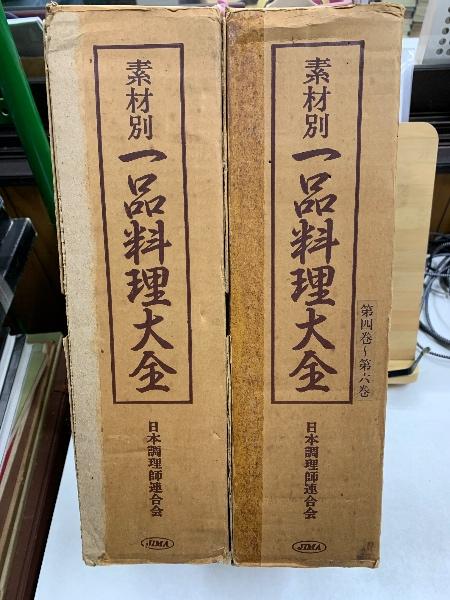 素材別
一品料理大全
日本調理師連合会
JIMA
素材別
一品料理大全
第四巻~第六巻
日本調理師連合会
JIMA